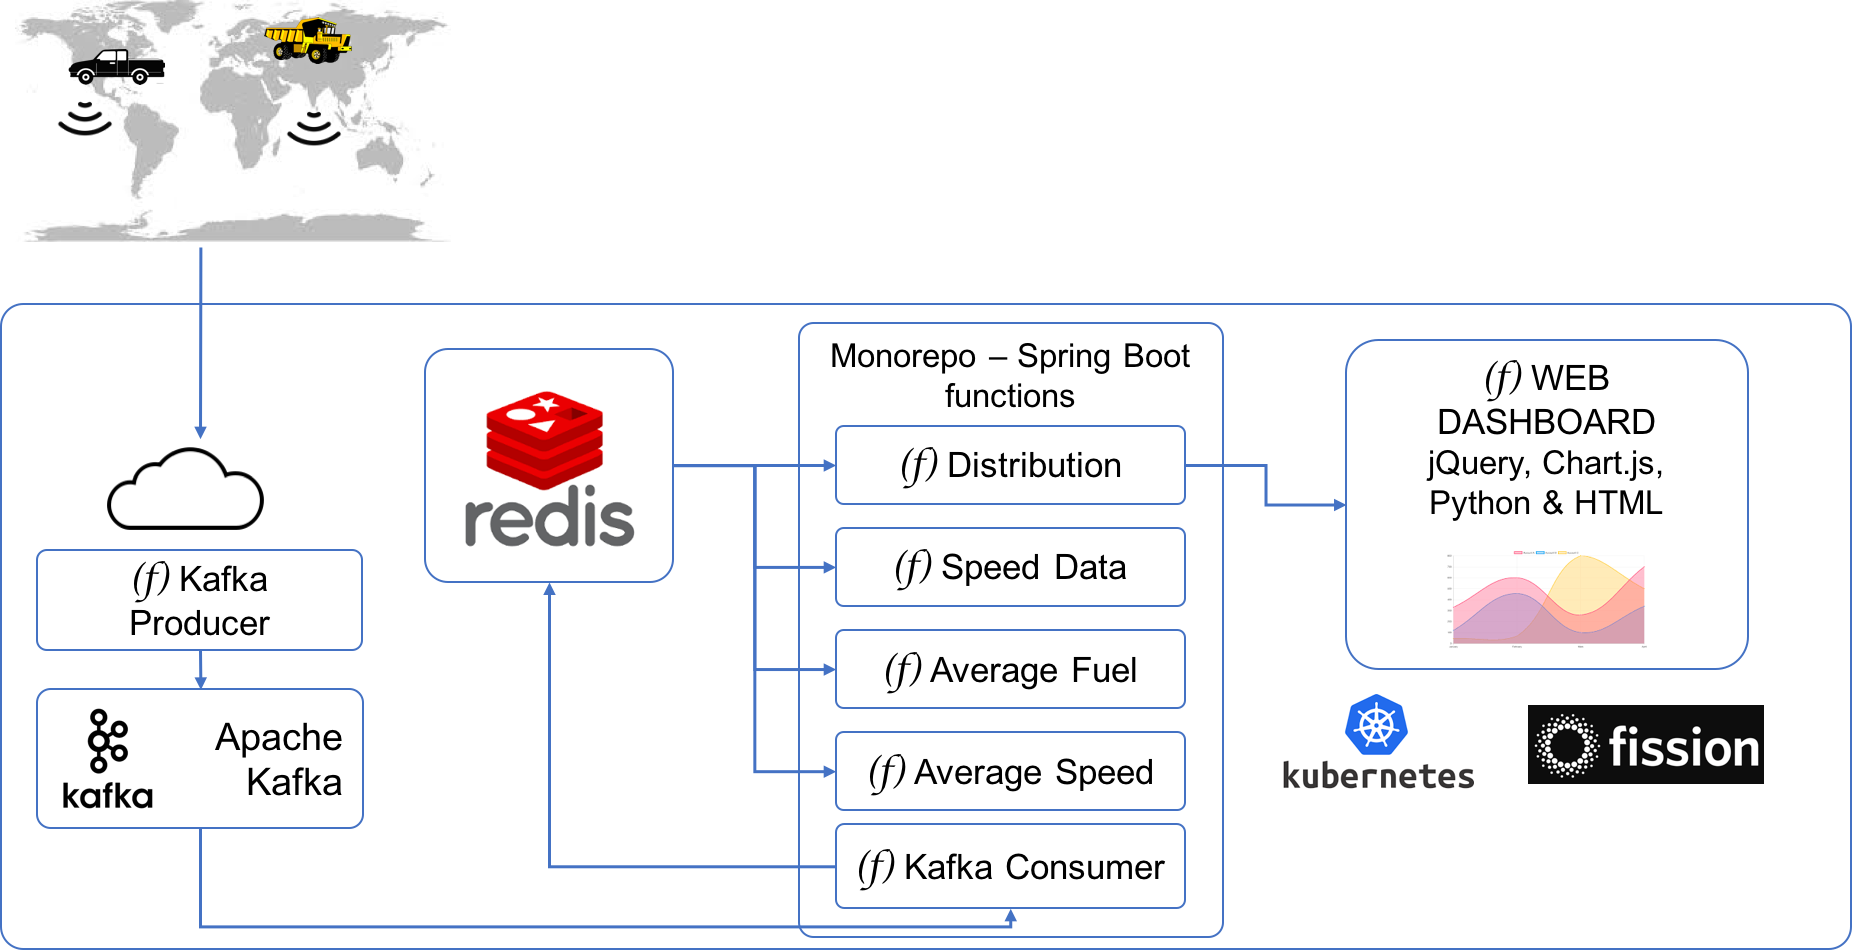 (f) Kafka
Producer
kafka
Apache
Kafka
redis
Monorepo – Spring Boot
functions
(f) Distribution
(f) Speed Data
(f) Average Fuel
(f) Average Speed
(f) Kafka Consumer
(f) WEB
DASHBOARD
jQuery, Chart.js,
Python & HTML
kubernetes
fission